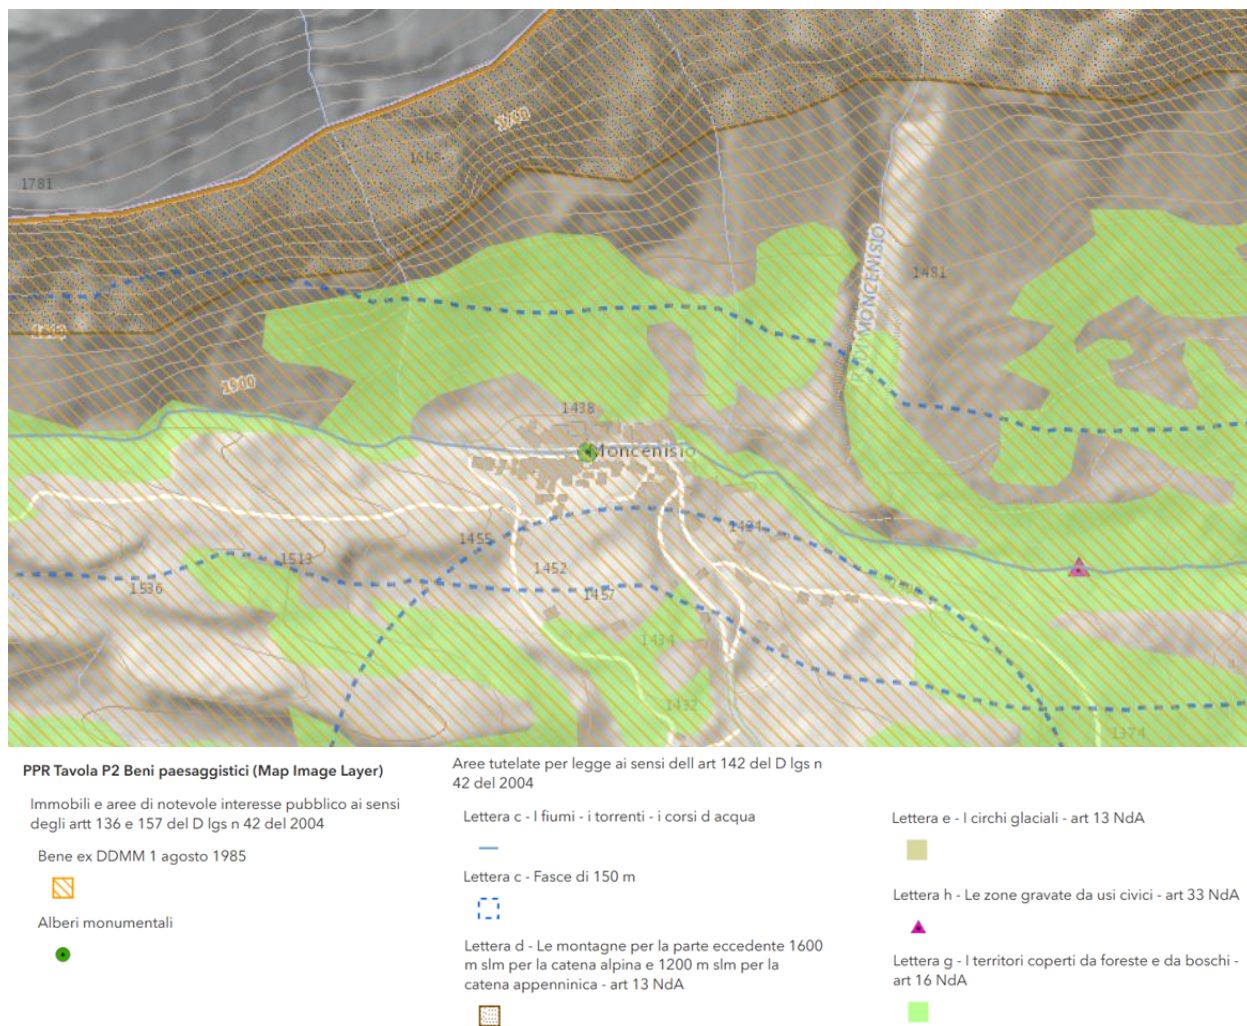 1700
1698
1781
1481
RIO DI MONCENISIO
1900
1438
Moncenisio
1424
1455
1513
1452
1536
1457
1400
1434
1432
1374
PPR Tavola P2 Beni paesaggistici (Map Image Layer)
Immobili e aree di notevole interesse pubblico ai sensi
degli artt 136 e 157 del D lgs n 42 del 2004
Bene ex DDMM 1 agosto 1985
Alberi monumentali
Aree tutelate per legge ai sensi dell art 142 del D lgs n
42 del 2004
Lettera c - I fiumi - i torrenti - i corsi d acqua
Lettera c - Fasce di 150 m
Lettera d - Le montagne per la parte eccedente 1600
m slm per la catena alpina e 1200 m slm per la
catena appenninica - art 13 NdA
Lettera e - I circhi glaciali - art 13 NdA
Lettera h - Le zone gravate da usi civici - art 33 NdA
Lettera g - I territori coperti da foreste e da boschi -
art 16 NdA